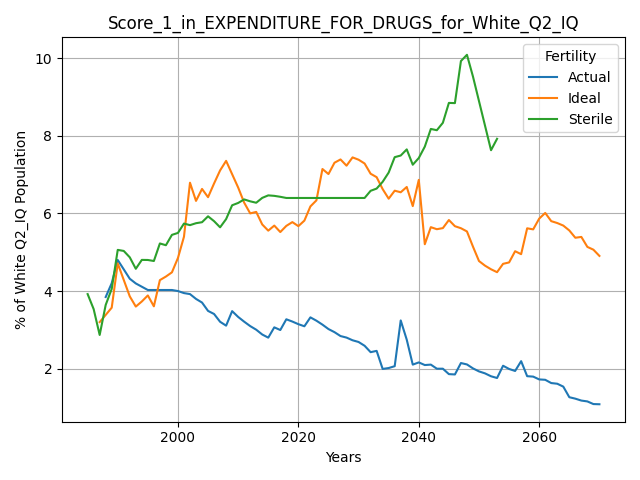 Score_1_in_EXPENDITURE_FOR_DRUGS_for_White_Q2_IQ
Fertility
Actual
Ideal
Sterile
% of White Q2_IQ Population
10
8
6
4
2
2000
2020
2040
2060
Years